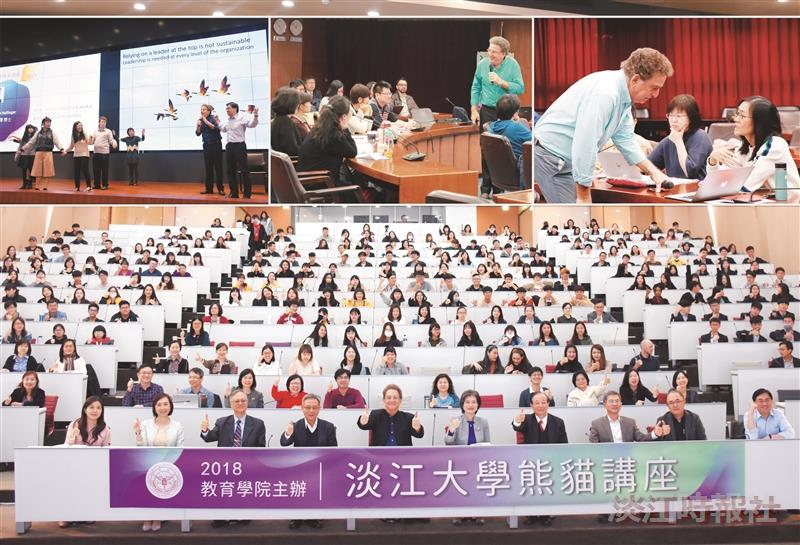 Relying on a leader at the top is not sustainable
Leadership is needed at every level of the organization
2018
教育學院主辦
淡江大學熊貓講座
淡江時報社